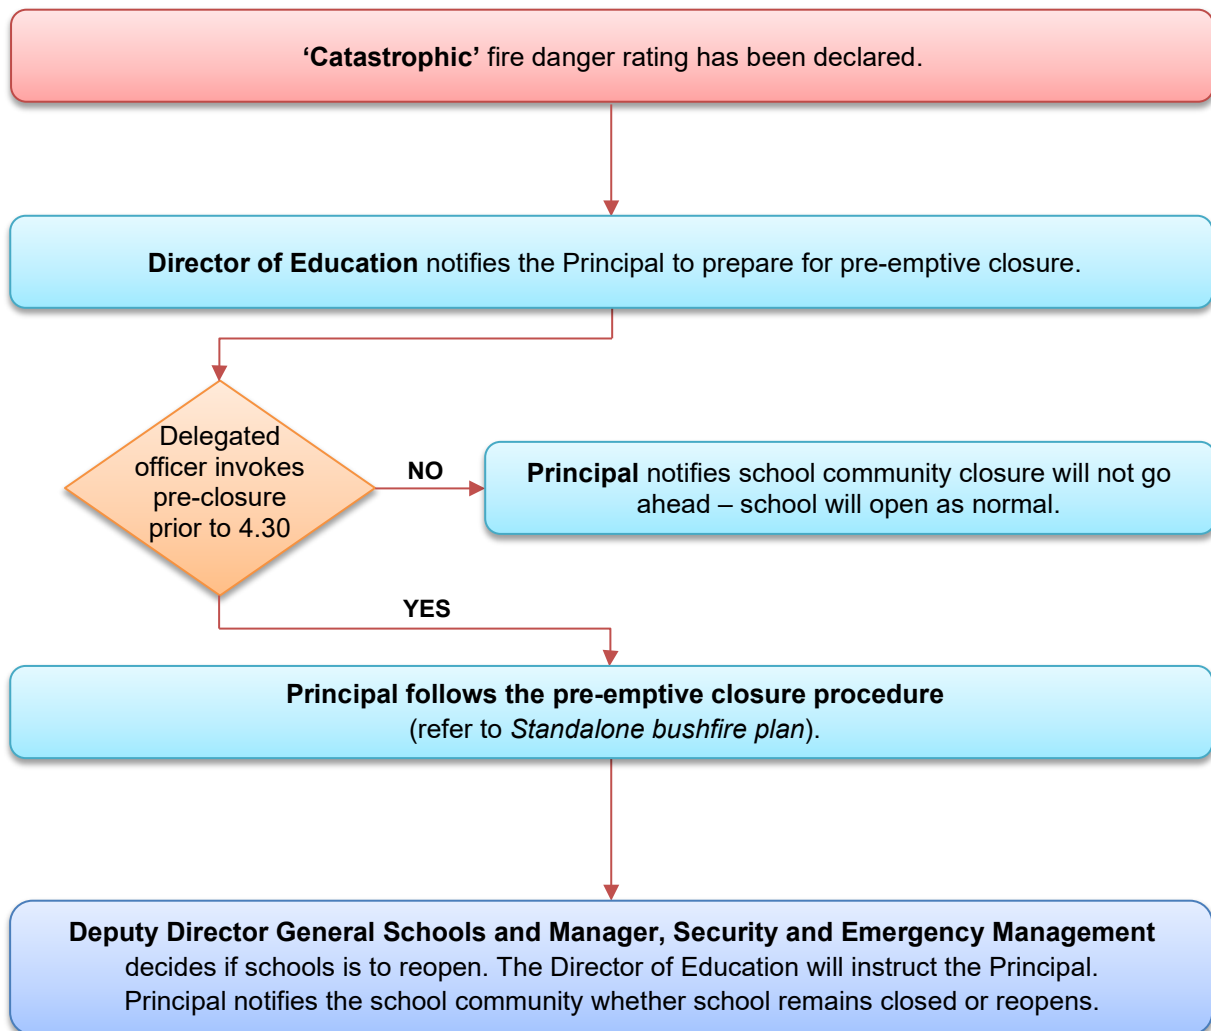 ‘Catastrophic’ fire danger rating has been declared.
Director of Education notifies the Principal to prepare for pre-emptive closure.
Delegated
officer invokes
pre-closure
prior to 4.30
NO
Principal notifies school community closure will not go
ahead – school will open as normal.
YES
Principal follows the pre-emptive closure procedure
(refer to Standalone bushfire plan).
Deputy Director General Schools and Manager, Security and Emergency Management
decides if schools is to reopen. The Director of Education will instruct the Principal.
Principal notifies the school community whether school remains closed or reopens.